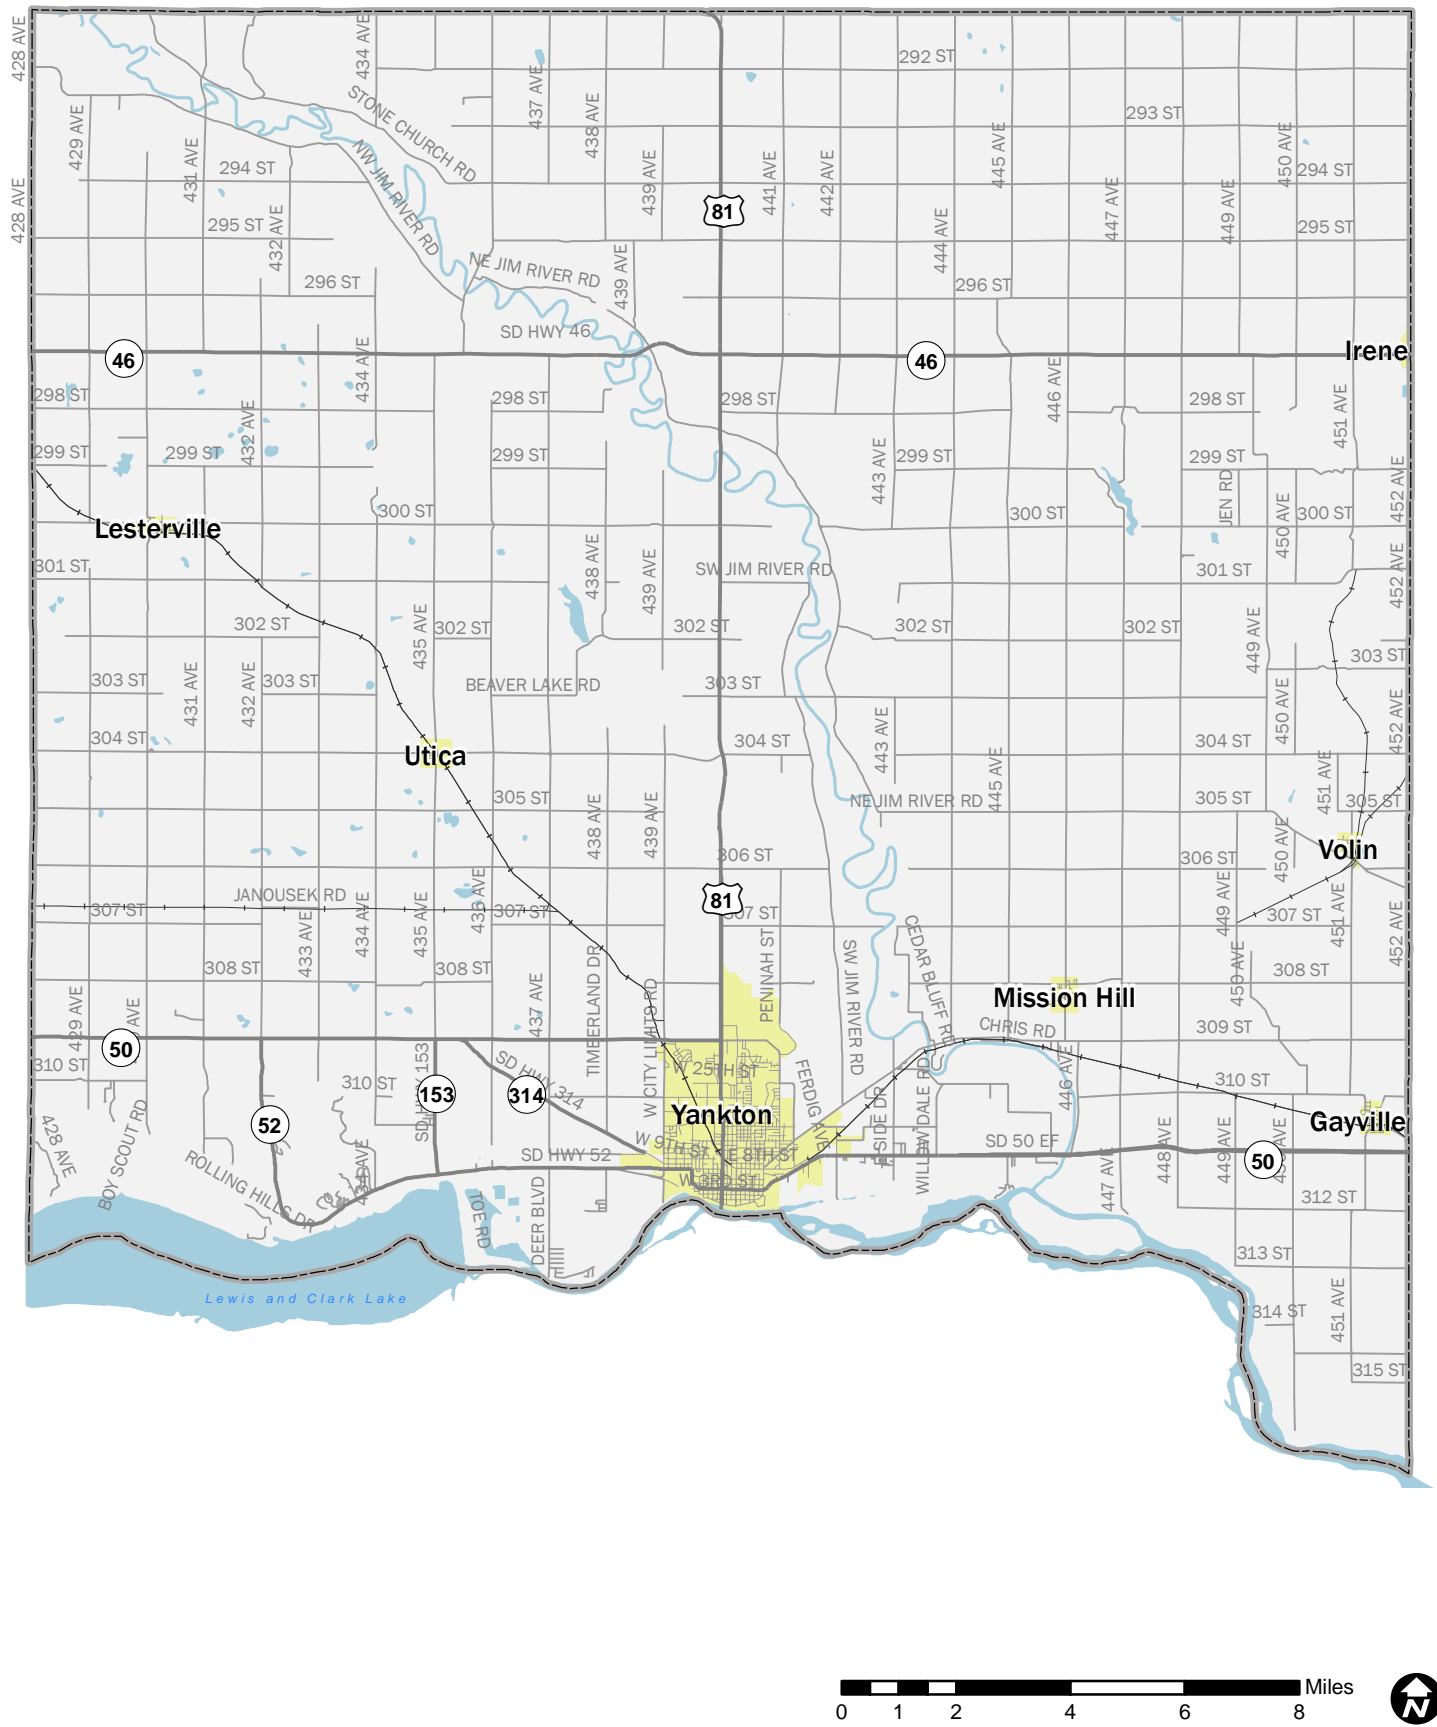 428 AVE
434 AVE
292 ST
437 AVE
438 AVE
STONE CHURCH RD
293 ST
429 AVE
431 AVE
294 ST
NW JIM RIVER RD
439 AVE
441 AVE
442 AVE
445 AVE
450 AVE
294 ST
428 AVE
295 ST
432 AVE
81
444 AVE
447 AVE
449 AVE
295 ST
296 ST
NE JIM RIVER RD
439 AVE
296 ST
SD HWY 46
46
434 AVE
46
Irene
298 ST
432 AVE
298 ST
298 ST
446 AVE
298 ST
451 AVE
299 ST
299 ST
299 ST
443 AVE
299 ST
299 ST
JEN RD
452 AVE
Lesterville
300 ST
300 ST
450 AVE
300 ST
301 ST
438 AVE
439 AVE
SW JIM RIVER RD
301 ST
452 AVE
302 ST
435 AVE
302 ST
302 ST
302 ST
302 ST
449 AVE
303 ST
303 ST
431 AVE
432 AVE
303 ST
BEAVER LAKE RD
303 ST
450 AVE
452 AVE
304 ST
Utica
304 ST
443 AVE
445 AVE
304 ST
305 ST
438 AVE
439 AVE
NE JIM RIVER RD
305 ST
451 AVE
305 ST
306 ST
306 ST
450 AVE
Volin
JANOUSEK RD
307 ST
433 AVE
434 AVE
435 AVE
307 ST
81
307 ST
449 AVE
307 ST
451 AVE
452 AVE
308 ST
308 ST
437 AVE
TIMBERLAND DR
W CITY LIMITS RD
PENINAH ST
SW JIM RIVER RD
CEDAR BLUFF RD
Mission Hill
450 AVE
308 ST
429 AVE
50
CHRIS RD
309 ST
310 ST
310 ST
SD HWY 153
153
SD HWY 314
314
W 25TH ST
FERDIG AVE
446 AVE
310 ST
428 AVE
BOY SCOUT RD
52
Yankton
W 9TH ST
E 8TH ST
W 3RD ST
WILLOWDALE RD
SD 50 EF
448 AVE
449 AVE
50
Gayville
ROLLING HILLS DR
434 AVE
SD HWY 52
TOE RD
DEER BLVD
447 AVE
312 ST
313 ST
Lewis and Clark Lake
314 ST
451 AVE
315 ST
Miles
0 1 2 4 6 8
N